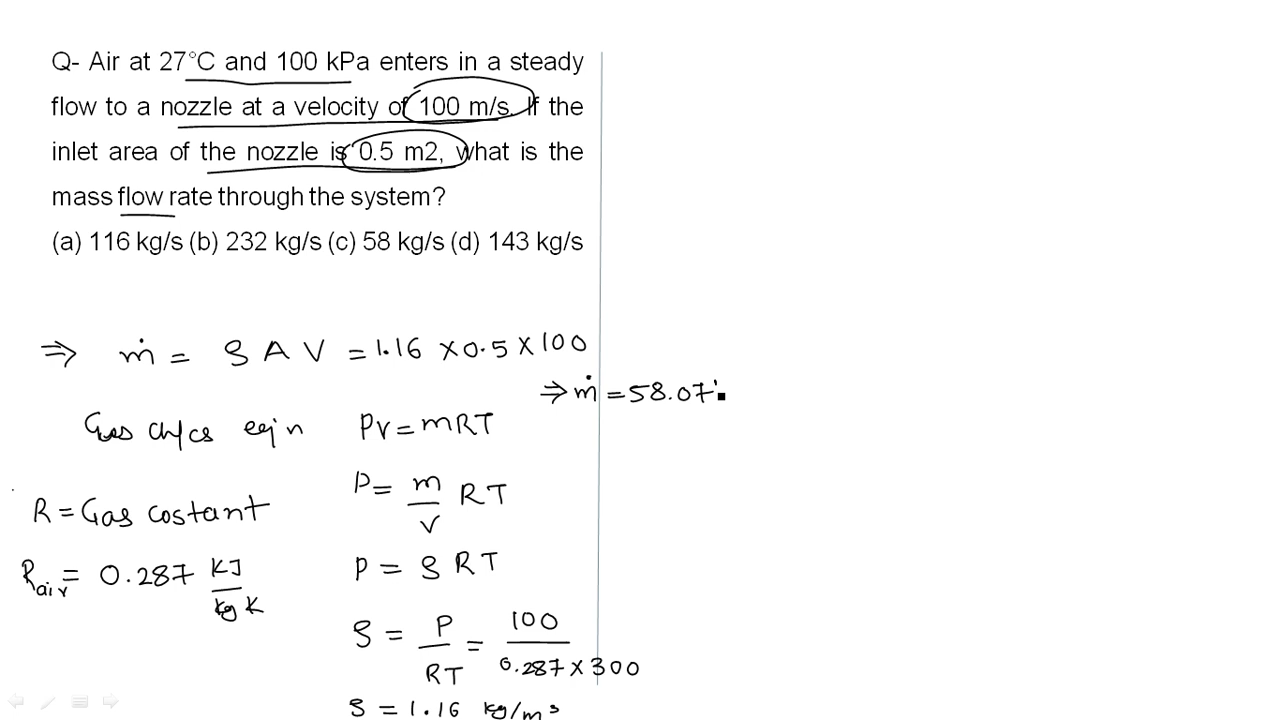 Q- Air at 27°C and 100 kPa enters in a steady
flow to a nozzle at a velocity of 100 m/s. If the
inlet area of the nozzle is 0.5 m2, what is the
mass flow rate through the system?
(a) 116 kg/s (b) 232 kg/s (c) 58 kg/s (d) 143 kg/s
⇒ ṁ = ρ A V = 1.16 × 0.5 × 100
⇒ ṁ = 58.07
Gas eqn PV = mRT
P = m/V RT
R = Gas costant
P = ρ RT
R air = 0.287 KJ/kg K
ρ = P/RT = 100/0.287 × 300
ρ = 1.16 kg/m³